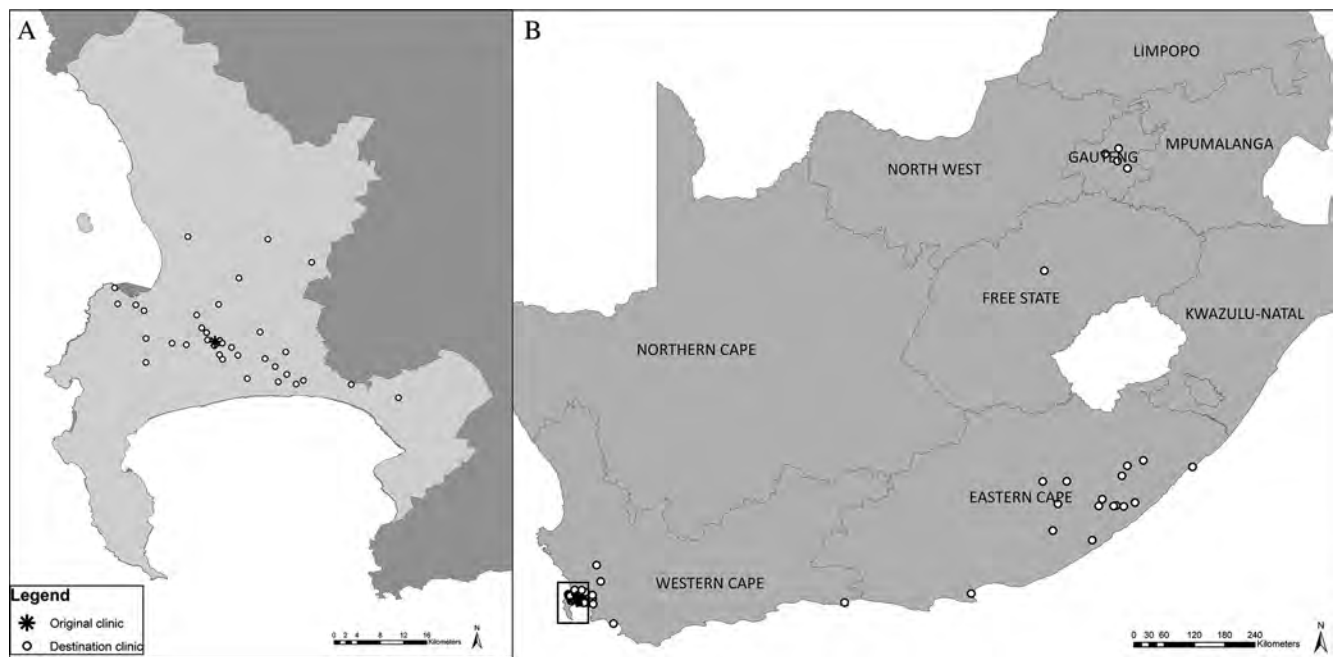 A
Legend
Original clinic
Destination clinic
0 2 4 8 12 16
Kilometers
N
B
LIMPOPO
MPUMALANGA
GAUTENG
NORTH WEST
FREE STATE
KWAZULU-NATAL
NORTHERN CAPE
EASTERN CAPE
WESTERN CAPE
0 30 60 120 180 240
Kilometers
N